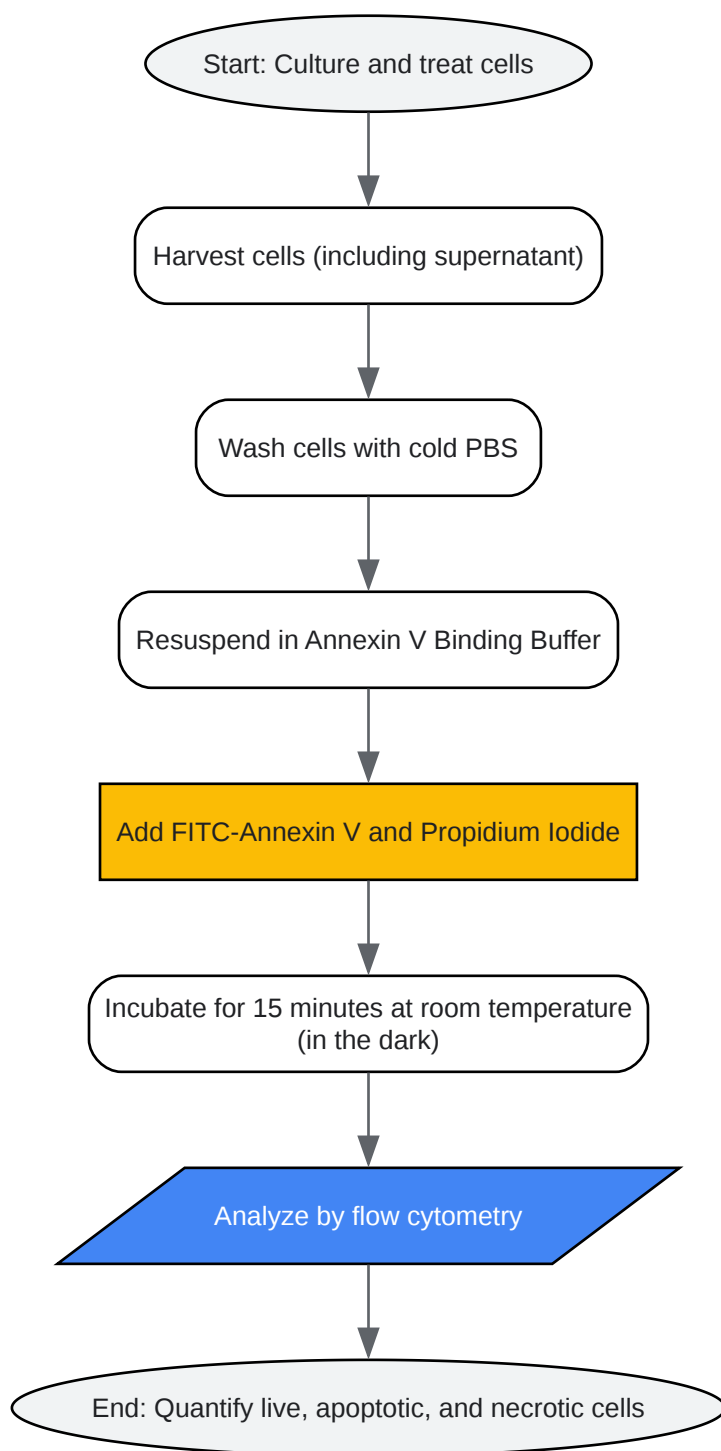 Start: Culture and treat cells
Harvest cells (including supernatant)
Wash cells with cold PBS
Resuspend in Annexin V Binding Buffer
Add FITC-Annexin V and Propidium Iodide
Incubate for 15 minutes at room temperature
(in the dark)
Analyze by flow cytometry
End: Quantify live, apoptotic, and necrotic cells